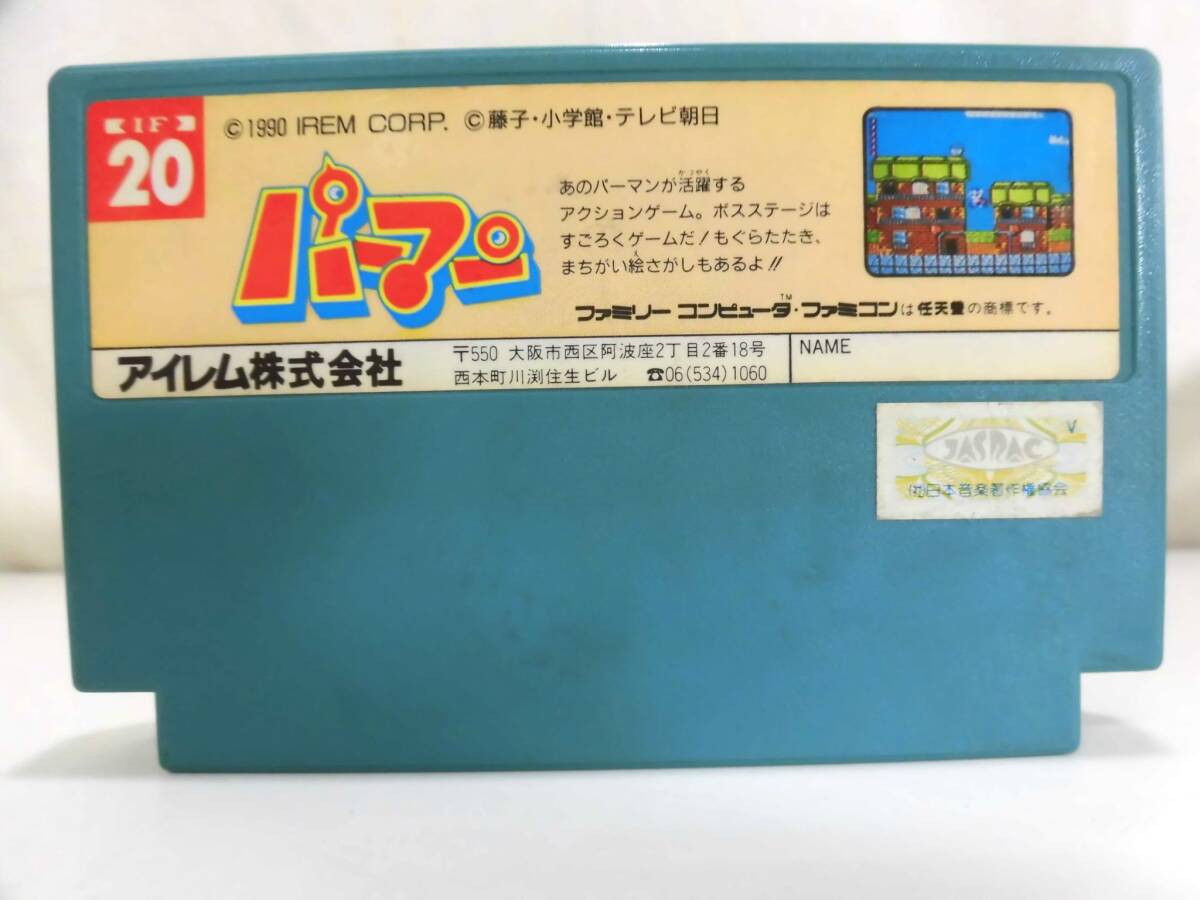 IF
20
©1990 IREM CORP. ©藤子・小学館・テレビ朝日
パーマン
あのパーマンが活躍する
かつやく
アクションゲーム。ボスステージは
すごろくゲームだ!もぐらたたき、
まちがい絵さがしもあるよ!!
え
ファミリー コンピュータ™・ファミコンは任天堂の商標です。
アイレム株式会社
〒550 大阪市西区阿波座2丁目2番18号
西本町川渕住生ビル ☎06(534)1060
NAME
V
JASRAC
(社)日本音楽著作権協会